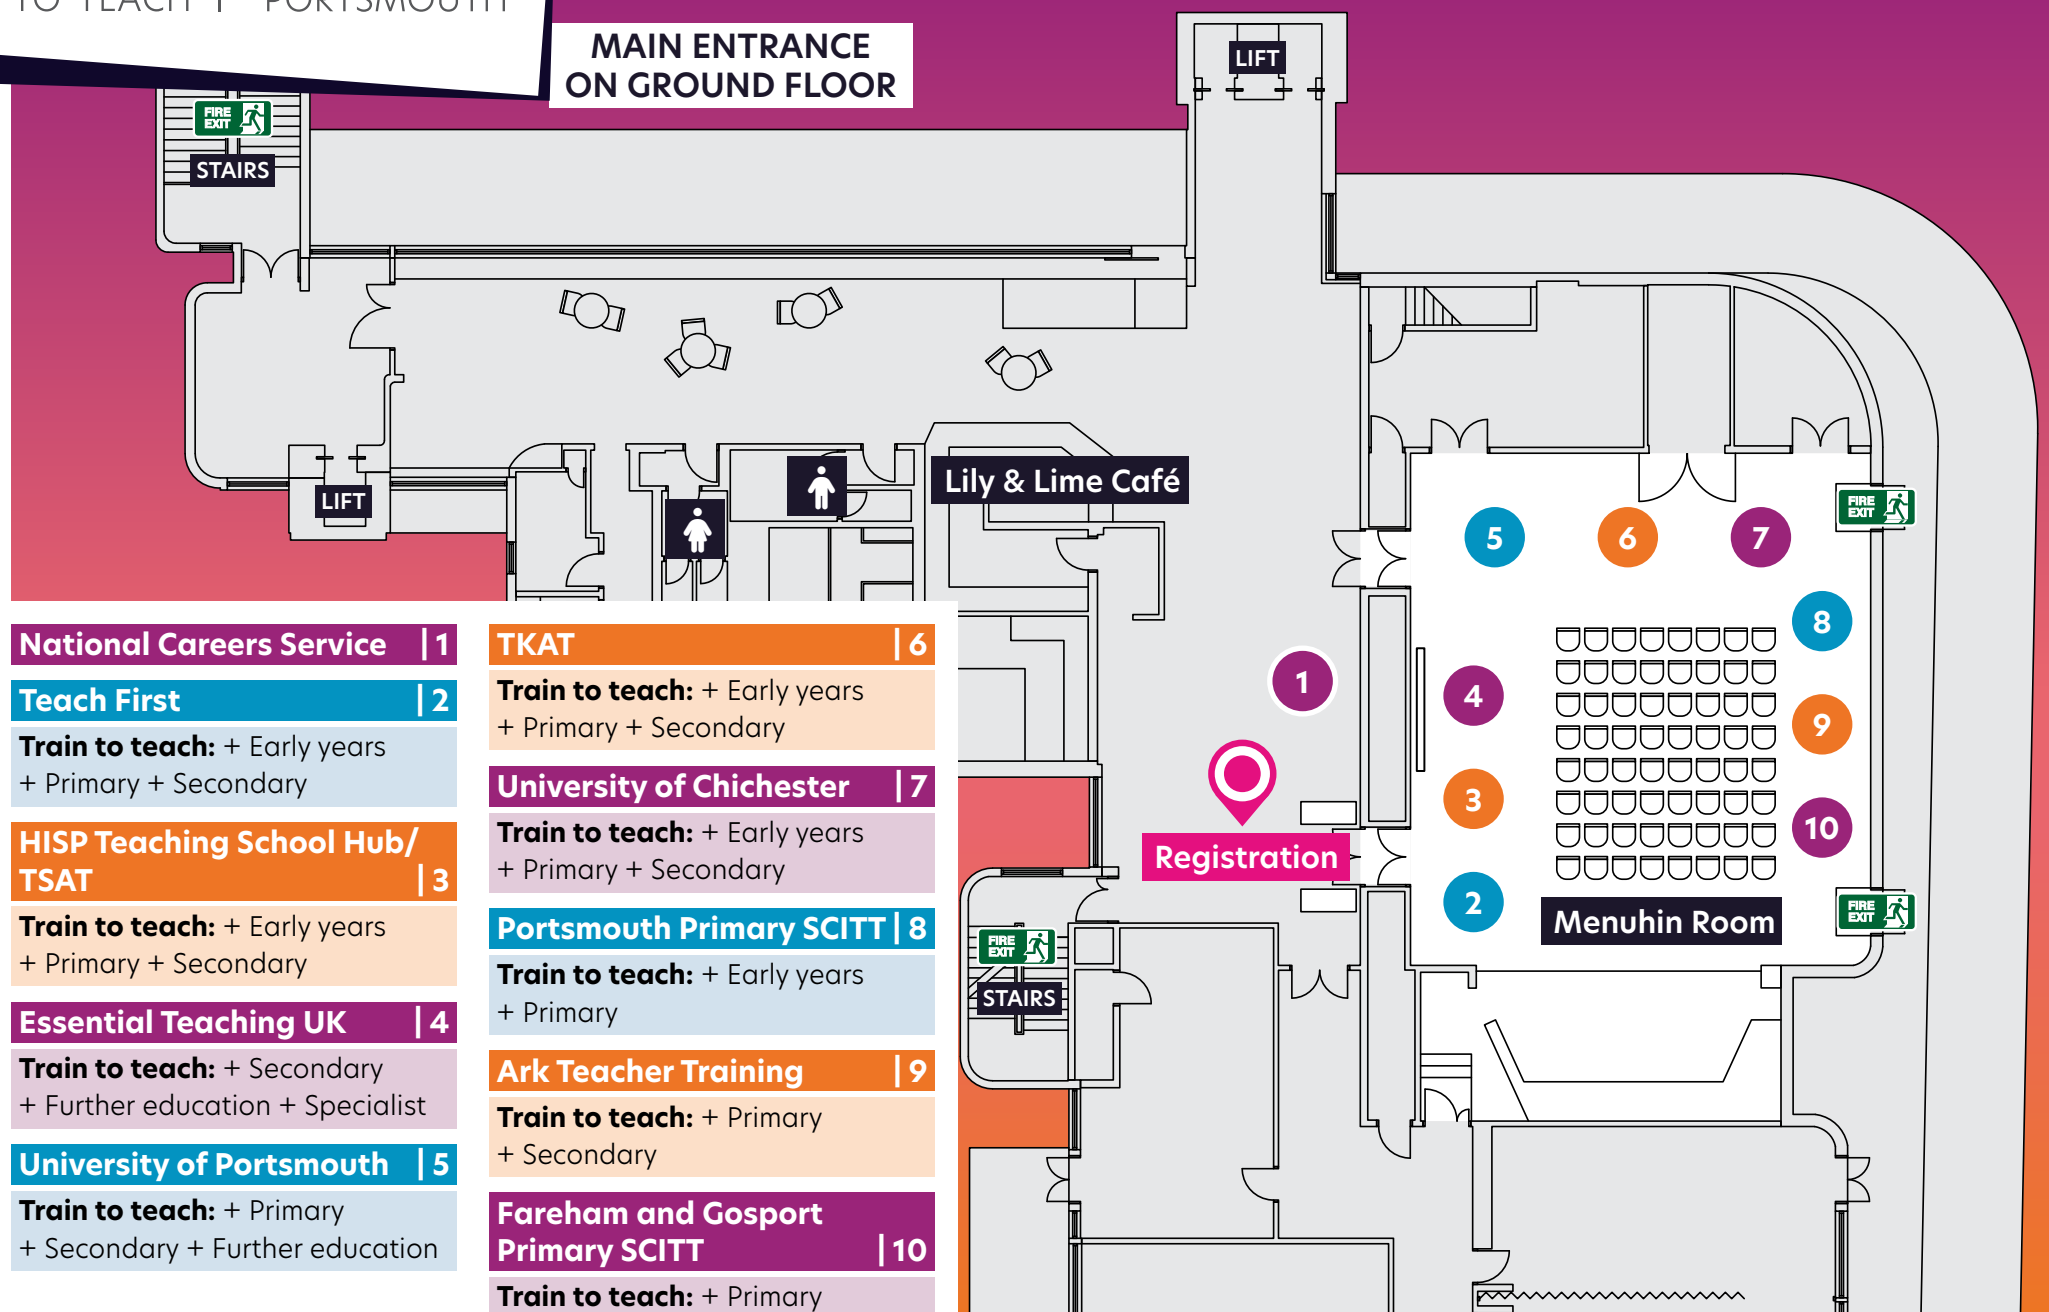 TO TEACH | PORTSMOUTH
MAIN ENTRANCE
ON GROUND FLOOR
LIFT
FIRE
EXIT
STAIRS
LIFT
Lily & Lime Café
FIRE
EXIT
5
6
7
8
1
4
9
3
10
Registration
2
Menuhin Room
FIRE
EXIT
FIRE
EXIT
STAIRS
National Careers Service | 1
Teach First | 2
Train to teach: + Early years
+ Primary + Secondary
HISP Teaching School Hub/
TSAT | 3
Train to teach: + Early years
+ Primary + Secondary
Essential Teaching UK | 4
Train to teach: + Secondary
+ Further education + Specialist
University of Portsmouth | 5
Train to teach: + Primary
+ Secondary + Further education
TKAT | 6
Train to teach: + Early years
+ Primary + Secondary
University of Chichester | 7
Train to teach: + Early years
+ Primary + Secondary
Portsmouth Primary SCITT | 8
Train to teach: + Early years
+ Primary
Ark Teacher Training | 9
Train to teach: + Primary
+ Secondary
Fareham and Gosport
Primary SCITT | 10
Train to teach: + Primary